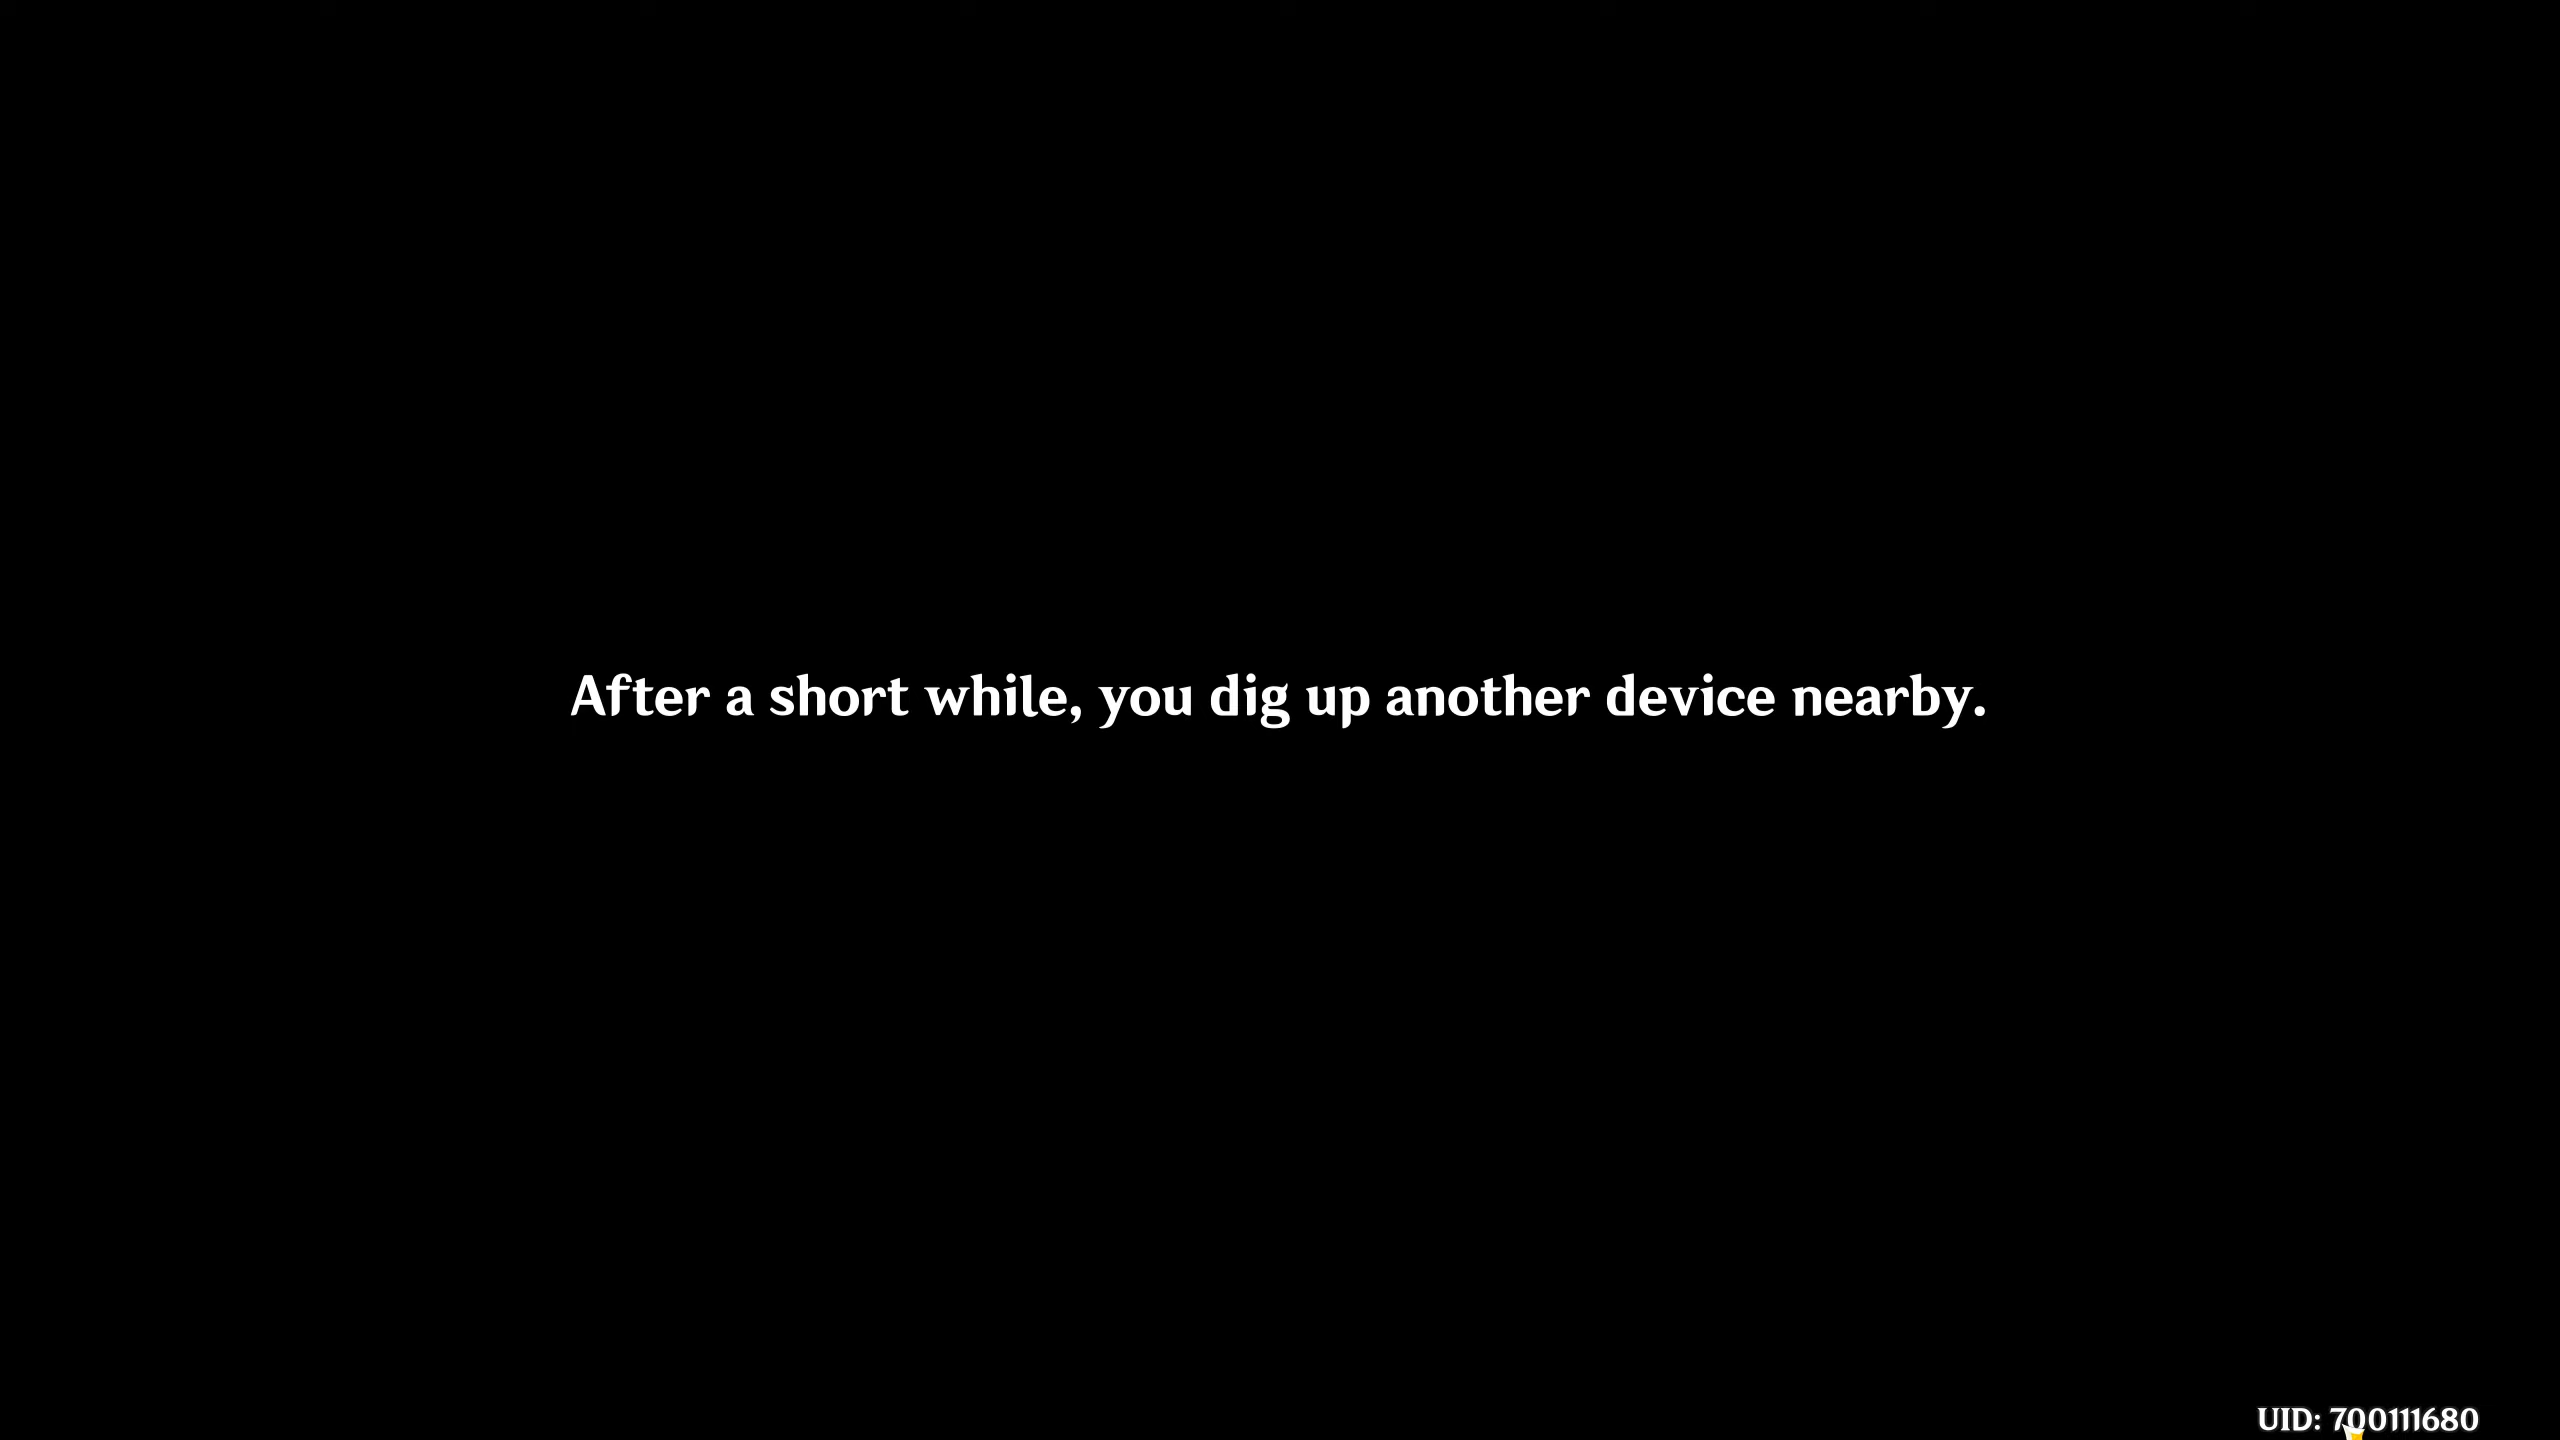 After a short while, you dig up another device nearby.
UID: 700111680